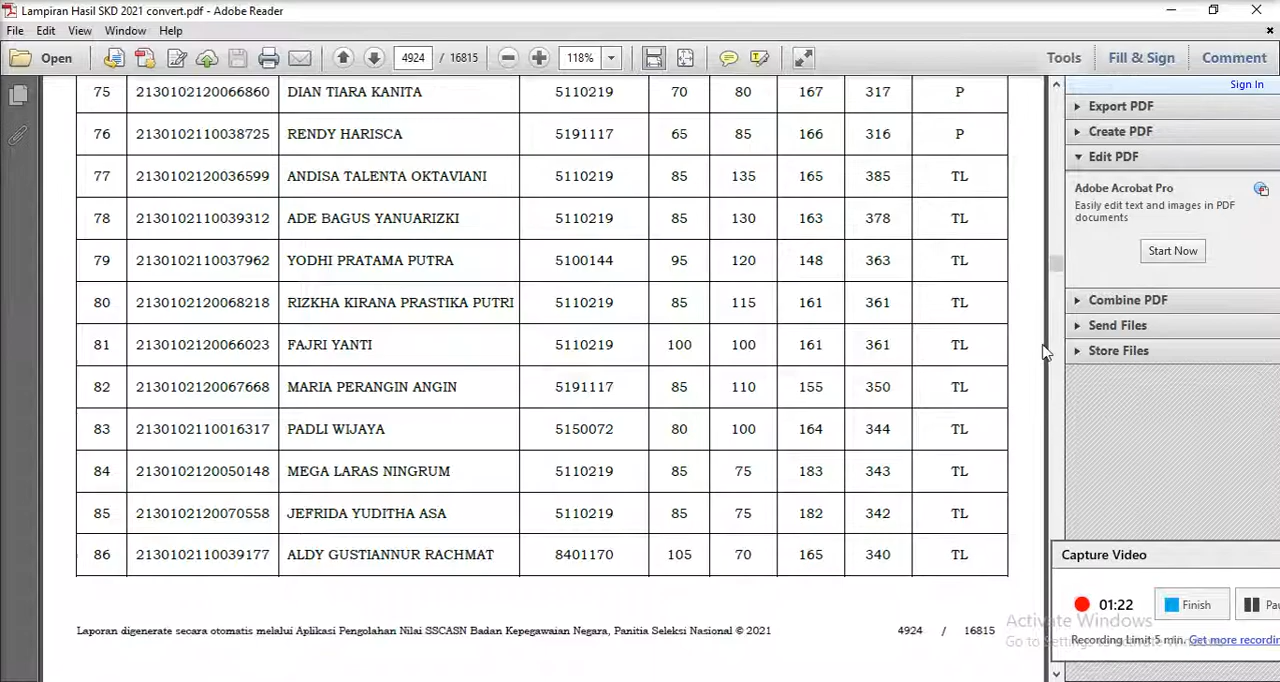 Lampiran Hasil SKD 2021 convert.pdf - Adobe Reader
File Edit View Window Help
Open 4924 / 16815 118% Tools Fill & Sign Comment
Sign In
Export PDF
Create PDF
Edit PDF
Adobe Acrobat Pro
Easily edit text and images in PDF
documents
Start Now
Combine PDF
Send Files
Store Files
75 2130102120066860 DIAN TIARA KANITA 5110219 70 80 167 317 P
76 2130102110038725 RENDY HARISCA 5191117 65 85 166 316 P
77 2130102120036599 ANDISA TALENTA OKTAVIANI 5110219 85 135 165 385 TL
78 2130102110039312 ADE BAGUS YANUARIZKI 5110219 85 130 163 378 TL
79 2130102110037962 YODHI PRATAMA PUTRA 5100144 95 120 148 363 TL
80 2130102120068218 RIZKHA KIRANA PRASTIKA PUTRI 5110219 85 115 161 361 TL
81 2130102120066023 FAJRI YANTI 5110219 100 100 161 361 TL
82 2130102120067668 MARIA PERANGIN ANGIN 5191117 85 110 155 350 TL
83 2130102110016317 PADLI WIJAYA 5150072 80 100 164 344 TL
84 2130102120050148 MEGA LARAS NINGRUM 5110219 85 75 183 343 TL
85 2130102120070558 JEFRIDA YUDITHA ASA 5110219 85 75 182 342 TL
86 2130102110039177 ALDY GUSTIANNUR RACHMAT 8401170 105 70 165 340 TL
Laporan digenerate secara otomatis melalui Aplikasi Pengolahan Nilai SSCASN Badan Kepegawaian Negara, Panitia Seleksi Nasional © 2021 4924 / 16815
Capture Video
01:22 Finish Pau
Activate Windows
Go to Settings to activate Windows
Recording Limit 5 min. Get more recordin